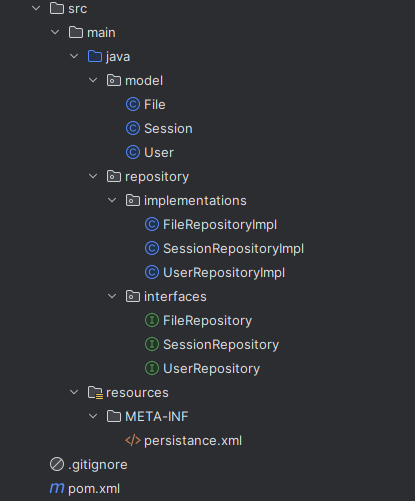 src
main
java
model
File
Session
User
repository
implementations
FileRepositoryImpl
SessionRepositoryImpl
UserRepositoryImpl
interfaces
FileRepository
SessionRepository
UserRepository
resources
META-INF
persistance.xml
.gitignore
pom.xml